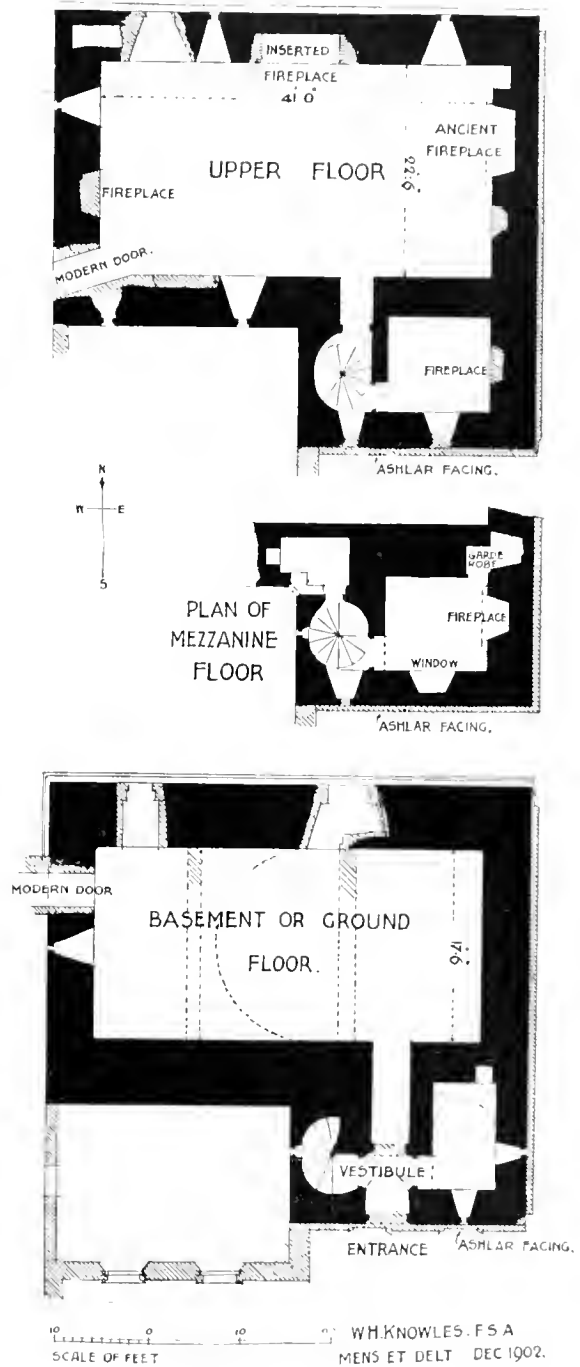 INSERTED
FIREPLACE
41·0"
ANCIENT
FIREPLACE
UPPER FLOOR
22·6"
FIREPLACE
MODERN DOOR.
FIREPLACE
ASHLAR FACING.
N
W E
S
GARDE
ROBE
PLAN OF
MEZZANINE
FLOOR
FIREPLACE
WINDOW
ASHLAR FACING.
MODERN DOOR
BASEMENT OR GROUND
FLOOR.
17·6"
VESTIBULE
ENTRANCE
ASHLAR FACING.
10 0 10
SCALE OF FEET
W.H.KNOWLES. F S A
MENS ET DELT DEC 1902.